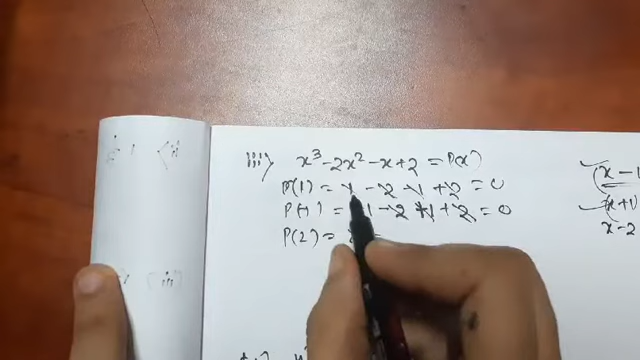 iii) x³-2x²-x+2 = P(x)
P(1) = 1-2-1+2 = 0
P(-1) = -1-2+1+2 = 0
P(2) =
(x-1
(x+1)
x-2